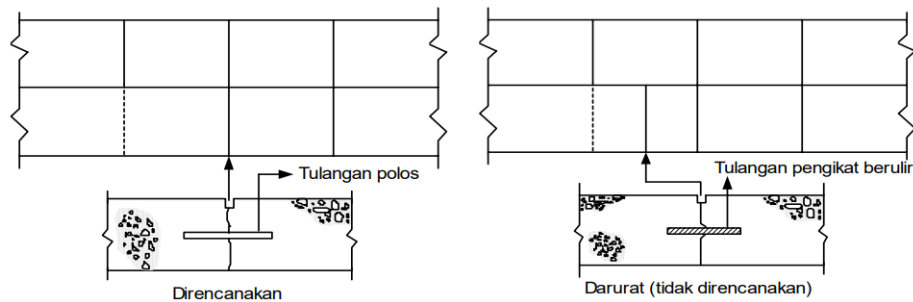 Tulangan polos
Direncanakan
Tulangan pengikat berulir
Darurat (tidak direncanakan)